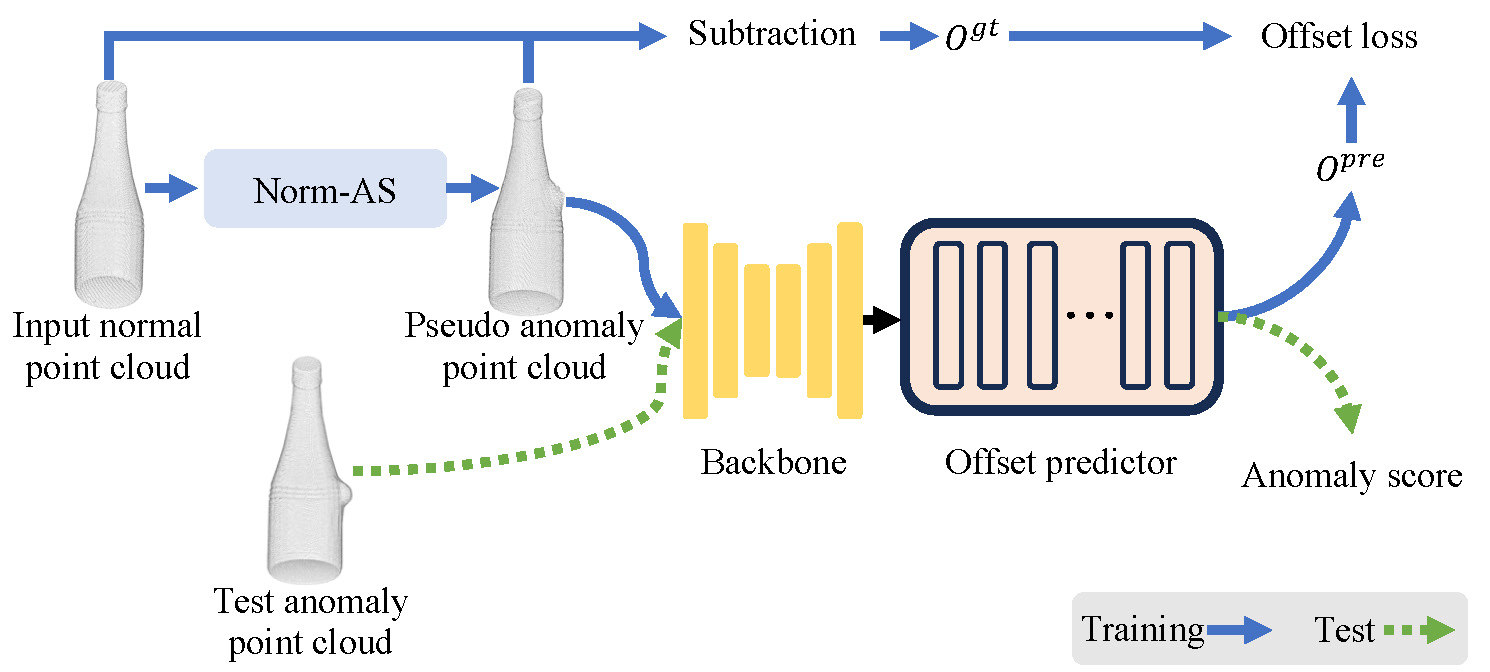 Subtraction
O^{gt}
Offset loss
O^{pre}
Norm-AS
Input normal
point cloud
Pseudo anomaly
point cloud
Backbone
Offset predictor
Anomaly score
Test anomaly
point cloud
Training
Test